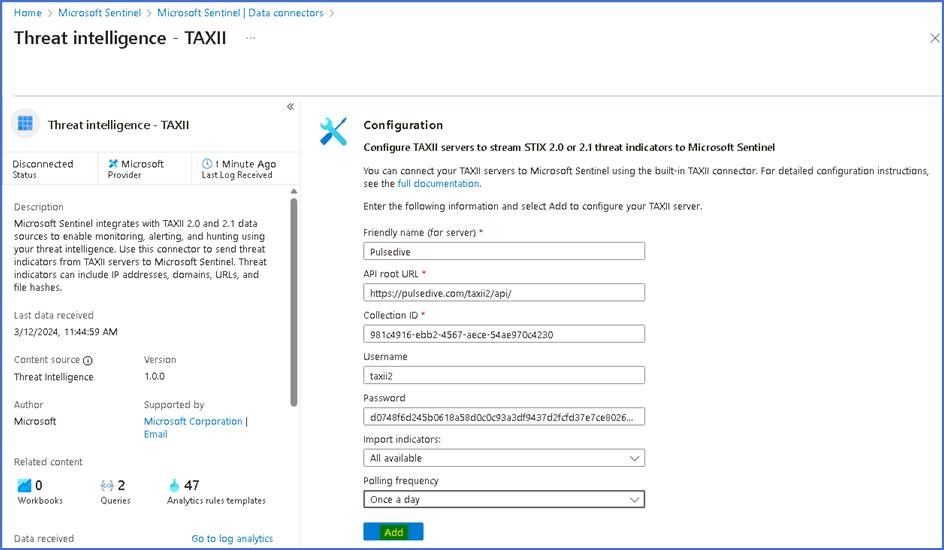 Home > Microsoft Sentinel > Microsoft Sentinel | Data connectors >
Threat intelligence - TAXII ...
Threat intelligence - TAXII
Disconnected
Status
Microsoft
Provider
1 Minute Ago
Last Log Received
Description
Microsoft Sentinel integrates with TAXII 2.0 and 2.1 data
sources to enable monitoring, alerting, and hunting using
your threat intelligence. Use this connector to send threat
indicators from TAXII servers to Microsoft Sentinel. Threat
indicators can include IP addresses, domains, URLs, and
file hashes.
Last data received
3/12/2024, 11:44:59 AM
Content source
Version
Threat Intelligence
1.0.0
Author
Supported by
Microsoft
Microsoft Corporation |
Email
Related content
0
Workbooks
2
Queries
47
Analytics rules templates
Data received
Go to log analytics
Configuration
Configure TAXII servers to stream STIX 2.0 or 2.1 threat indicators to Microsoft Sentinel
You can connect your TAXII servers to Microsoft Sentinel using the built-in TAXII connector. For detailed configuration instructions,
see the full documentation.
Enter the following information and select Add to configure your TAXII server.
Friendly name (for server) *
Pulsedive
API root URL *
https://pulsedive.com/taxii2/api/
Collection ID *
981c4916-ebb2-4567-aece-54ae970c4230
Username
taxii2
Password
d0748f6d245b0618a58d0c0c93a3df9437d2fcfd37e7ce8026...
Import indicators:
All available
Polling frequency
Once a day
Add